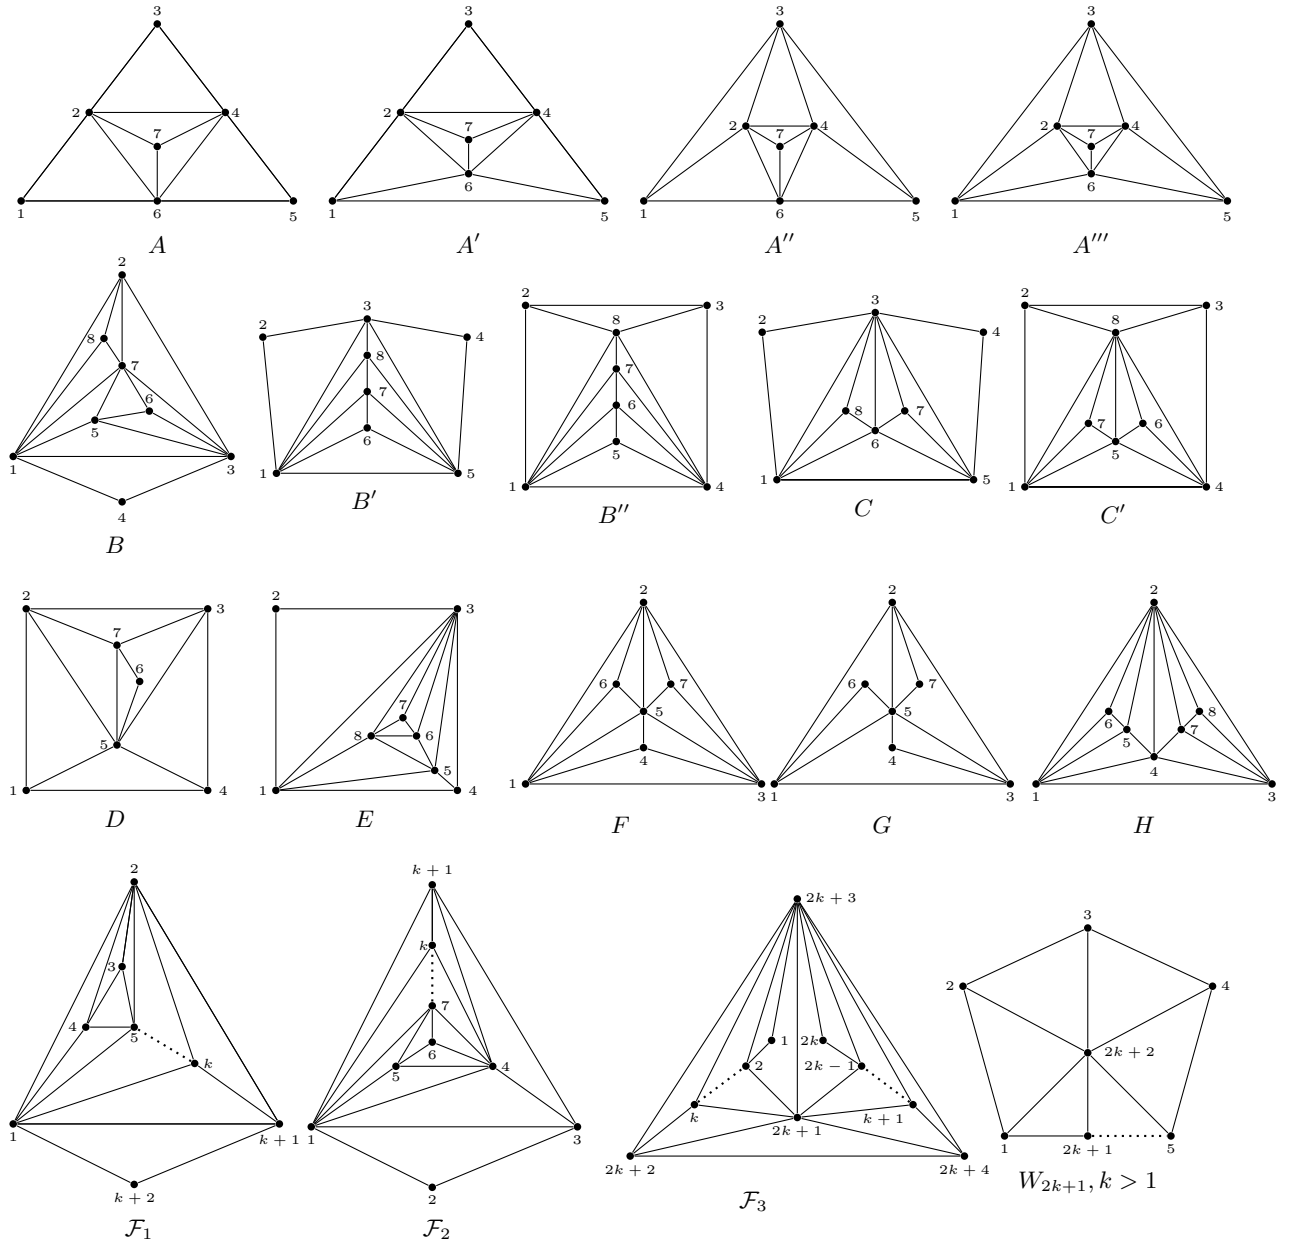 3 3 3 3
2 4 2 4 2 4 2 4
7 7 7 7
6 6
1 6 5 1 5 1 6 5 1 5
A A′ A′′ A′′′
2
8 7 6 5 1 3 4
B
2 3 4 8 7 6 1 5
B′
2 3 8 7 6 5 1 4
B′′
3 2 4 8 7 6 1 5
C
2 3 8 7 6 5 1 4
C′
2 3 7 6 5 1 4
D
2 3 7 8 6 5 1 4
E
2 6 7 5 4 1 3
F
2 6 7 5 4 1 3
G
2 6 8 5 7 4 1 3
H
2 3 4 5 k 1 k + 1 k + 2
F₁
k + 1 k 7 6 5 4 1 3 2
F₂
2k + 3 1 2k 2 2k − 1 k k + 1 2k + 1 2k + 2 2k + 4
F₃
3 2 4 2k + 2 1 2k + 1 5
W₂ₖ₊₁, k > 1